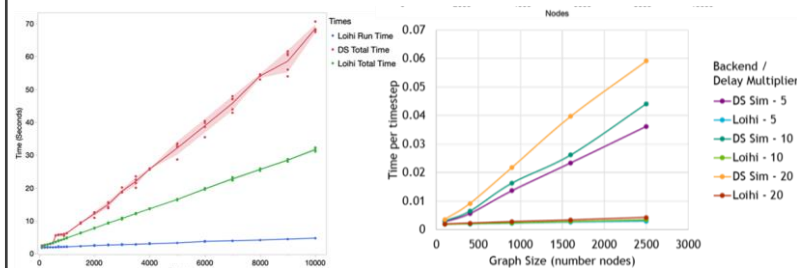 Times
Loihi Run Time
DS Total Time
Loihi Total Time
Time (Seconds)
70
60
50
40
30
20
10
0
0
2000
4000
6000
8000
10000
Nodes
0.07
0.06
0.05
0.04
0.03
0.02
0.01
0
Time per timestep
0
500
1000
1500
2000
2500
3000
Graph Size (number nodes)
Backend /
Delay Multiplier
DS Sim - 5
Loihi - 5
DS Sim - 10
Loihi - 10
DS Sim - 20
Loihi - 20